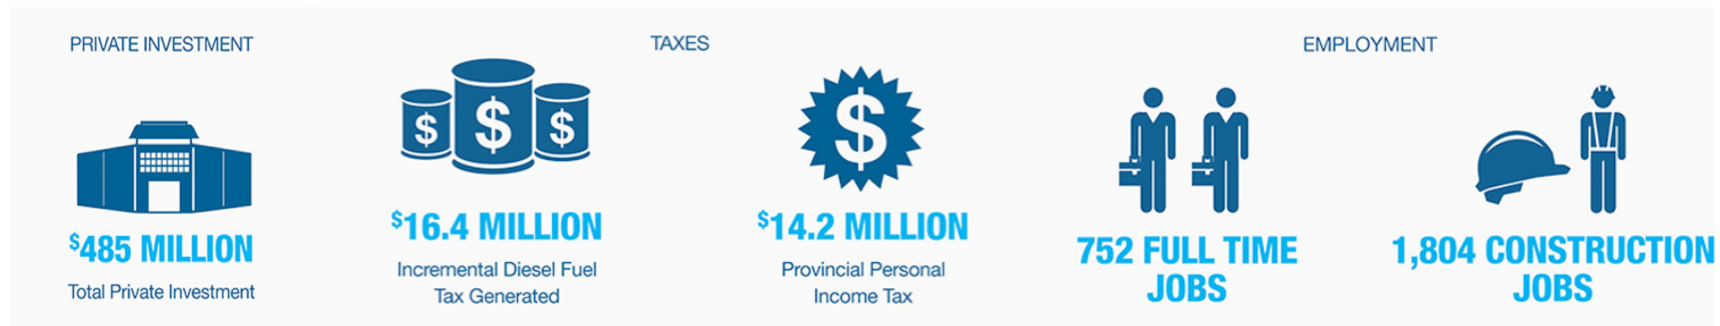 PRIVATE INVESTMENT
$485 MILLION
Total Private Investment
TAXES
$ $ $
$16.4 MILLION
Incremental Diesel Fuel
Tax Generated
$
$14.2 MILLION
Provincial Personal
Income Tax
EMPLOYMENT
752 FULL TIME
JOBS
1,804 CONSTRUCTION
JOBS